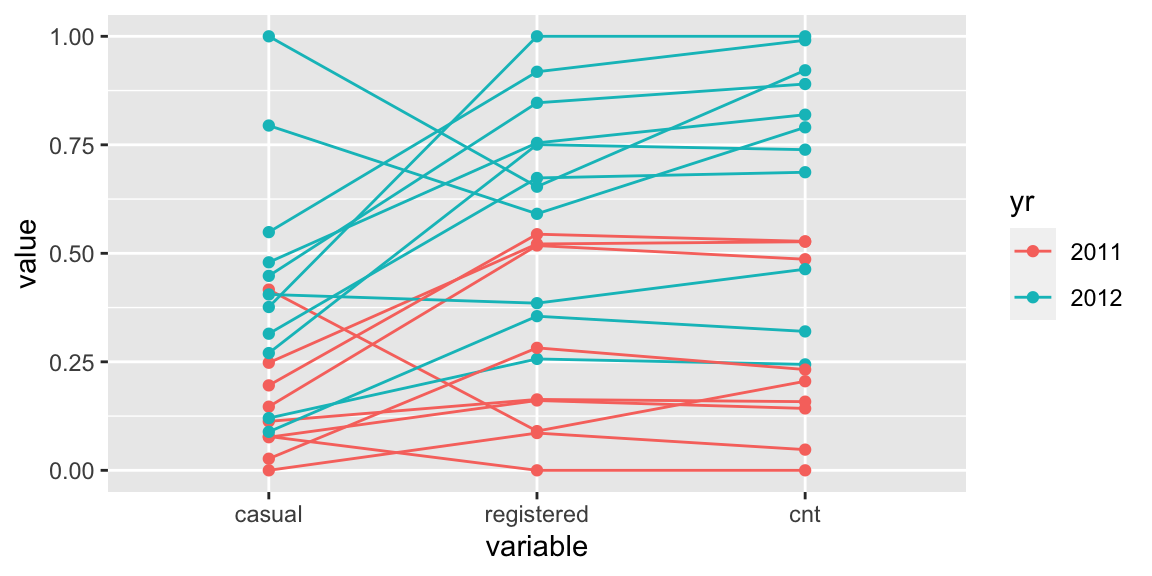 1.00
0.75
0.50
0.25
0.00
value
casual registered cnt
variable
yr
2011
2012